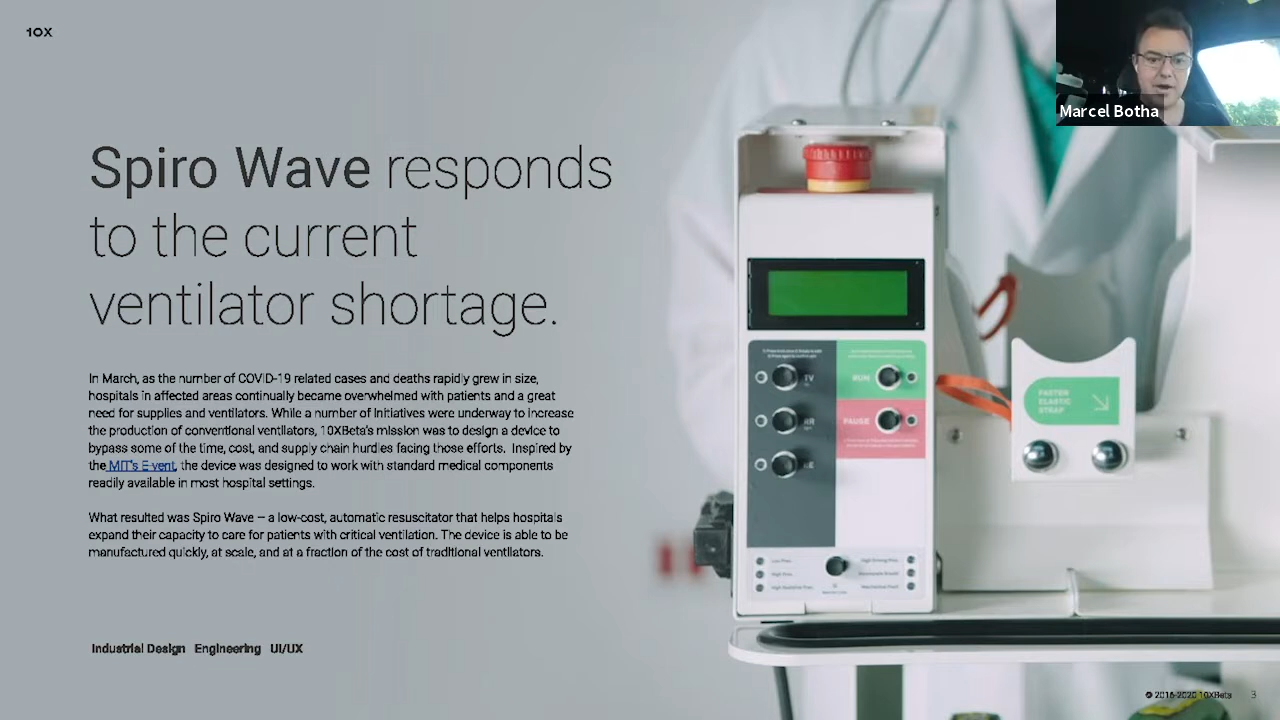 10X
Marcel Botha
Spiro Wave responds
to the current
ventilator shortage.
In March, as the number of COVID-19 related cases and deaths rapidly grew in size,
hospitals in affected areas continually became overwhelmed with patients and a great
need for supplies and ventilators. While a number of initiatives were underway to increase
the production of conventional ventilators, 10XBeta's mission was to design a device to
bypass some of the time, cost, and supply chain hurdles facing those efforts. Inspired by
the MIT's E-vent, the device was designed to work with standard medical components
readily available in most hospital settings.
What resulted was Spiro Wave – a low-cost, automatic resuscitator that helps hospitals
expand their capacity to care for patients with critical ventilation. The device is able to be
manufactured quickly, at scale, and at a fraction of the cost of traditional ventilators.
Industrial Design Engineering UI/UX
TV
RUN
RR
PAUSE
I:E
FASTEN
ELASTIC
STRAP
Low Pres.
High Pres.
© 2016-2020 10XBeta 3